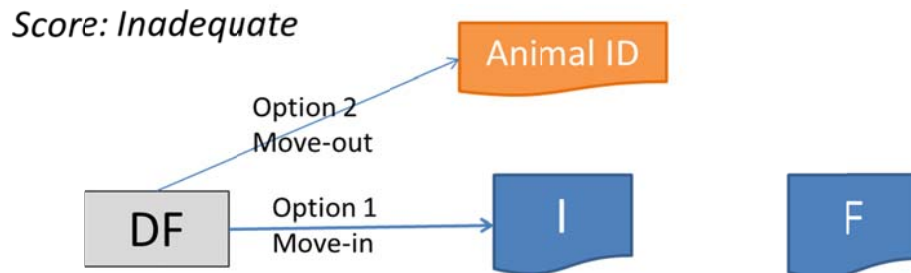 Score: Inadequate
Animal ID
Option 2
Move-out
DF
Option 1
Move-in
I
F